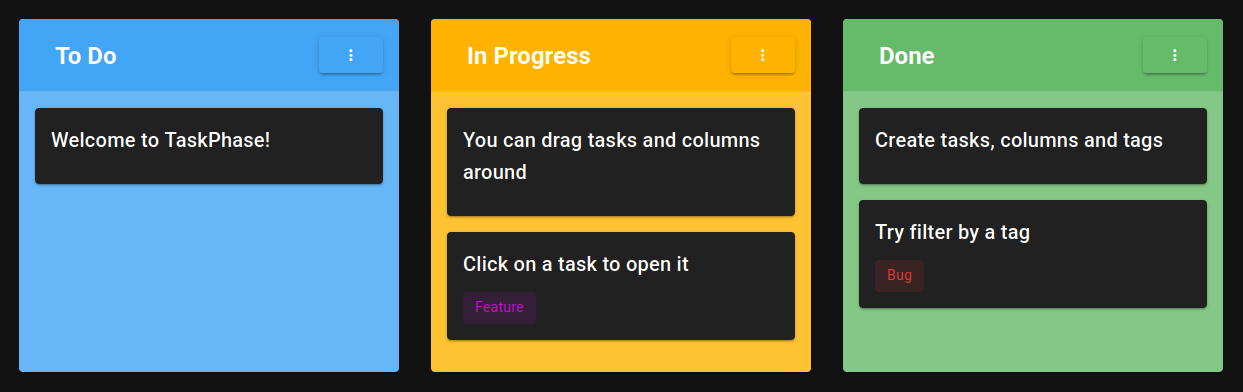 To Do
Welcome to TaskPhase!
In Progress
You can drag tasks and columns
around
Click on a task to open it
Feature
Done
Create tasks, columns and tags
Try filter by a tag
Bug